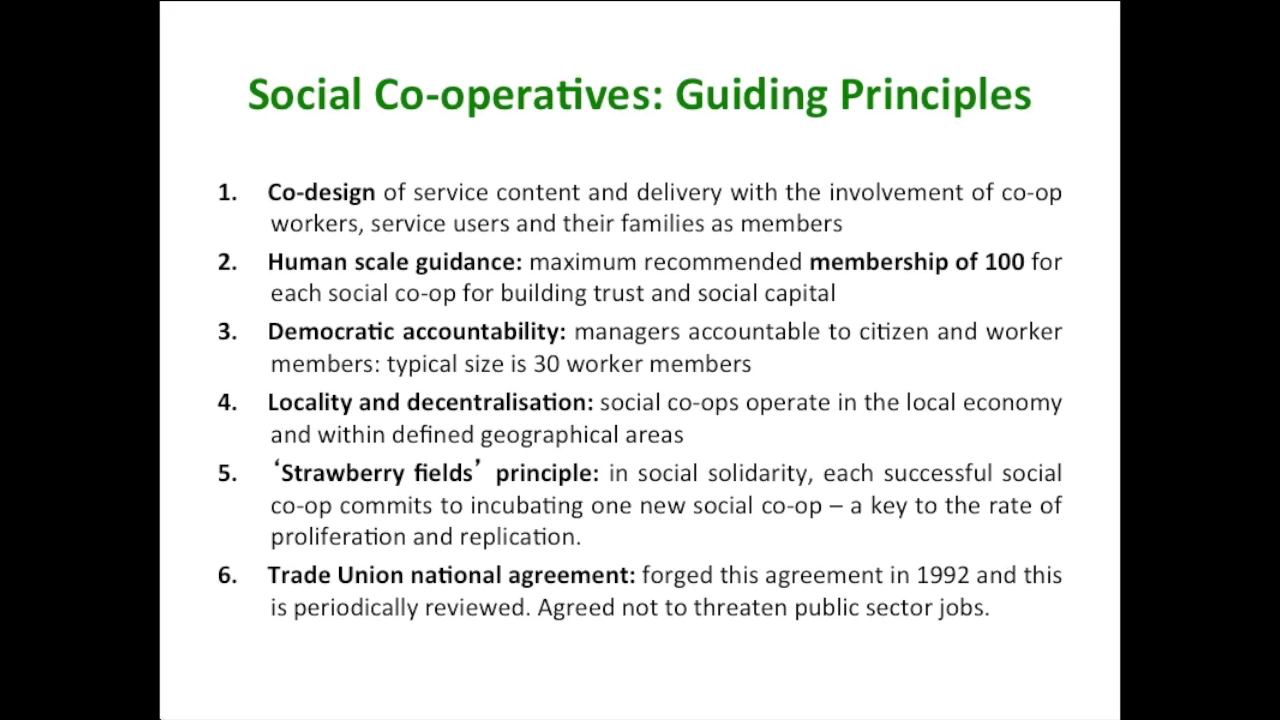 Social Co-operatives: Guiding Principles
1. Co-design of service content and delivery with the involvement of co-op
workers, service users and their families as members
2. Human scale guidance: maximum recommended membership of 100 for
each social co-op for building trust and social capital
3. Democratic accountability: managers accountable to citizen and worker
members: typical size is 30 worker members
4. Locality and decentralisation: social co-ops operate in the local economy
and within defined geographical areas
5. ‘Strawberry fields’ principle: in social solidarity, each successful social
co-op commits to incubating one new social co-op – a key to the rate of
proliferation and replication.
6. Trade Union national agreement: forged this agreement in 1992 and this
is periodically reviewed. Agreed not to threaten public sector jobs.